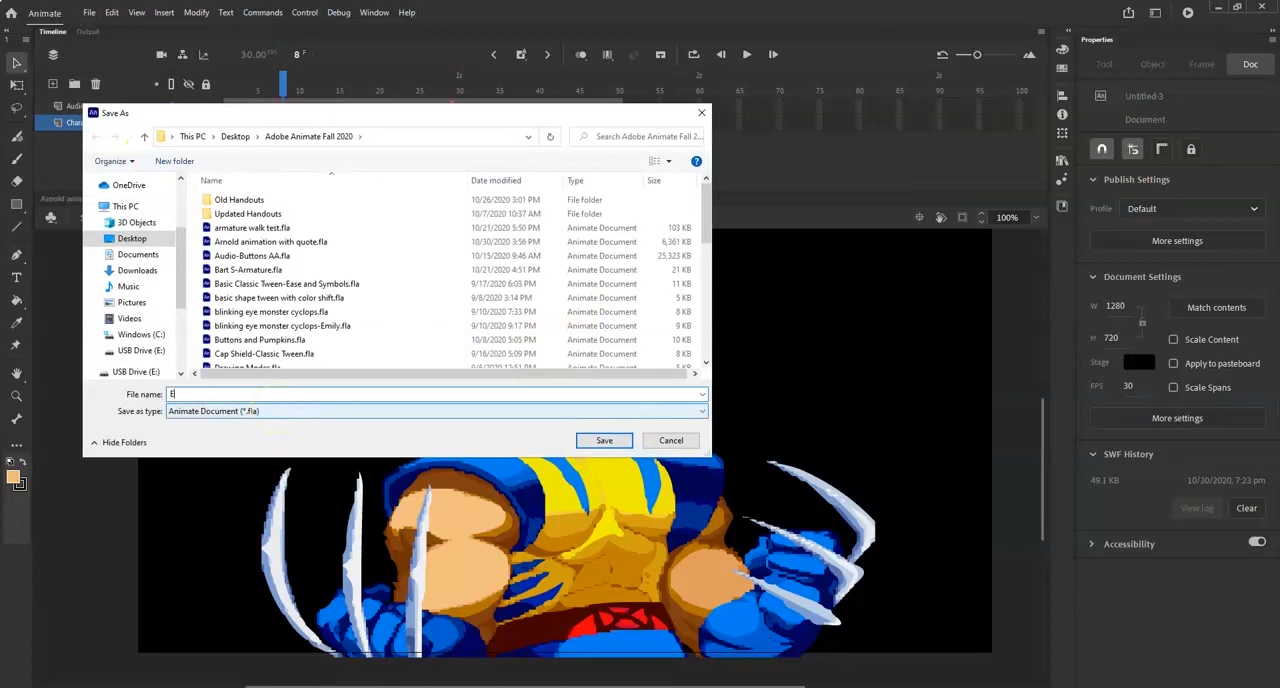 Animate File Edit View Insert Modify Text Commands Control Debug Window Help
Timeline Output
30.00 FPS 8 F
1s 2s 3s
5 65 70 75 80 85 90 95 100
Save As
This PC Desktop Adobe Animate Fall 2020
Search Adobe Animate Fall 2...
Organize New folder
Name Date modified Type Size
OneDrive
This PC
3D Objects
Desktop
Documents
Downloads
Music
Pictures
Videos
Windows (C:)
USB Drive (E:)
USB Drive (E:)
Old Handouts 10/26/2020 3:01 PM File folder
Updated Handouts 10/7/2020 10:37 AM File folder
armature walk test.fla 10/21/2020 5:50 PM Animate Document 103 KB
Arnold animation with quote.fla 10/30/2020 3:56 PM Animate Document 6,361 KB
Audio-Buttons AA.fla 10/15/2020 9:46 AM Animate Document 25,323 KB
Bart S-Armature.fla 10/21/2020 4:51 PM Animate Document 21 KB
Basic Classic Tween-Ease and Symbols.fla 9/17/2020 6:03 PM Animate Document 11 KB
basic shape tween with color shift.fla 9/8/2020 3:14 PM Animate Document 5 KB
blinking eye monster cyclops.fla 9/10/2020 7:33 PM Animate Document 8 KB
blinking eye monster cyclops-Emily.fla 9/10/2020 9:17 PM Animate Document 9 KB
Buttons and Pumpkins.fla 10/8/2020 5:05 PM Animate Document 10 KB
Cap Shield-Classic Tween.fla 9/16/2020 5:09 PM Animate Document 8 KB
File name: E
Save as type: Animate Document (*.fla)
Hide Folders Save Cancel
100%
Properties
Tool Object Frame Doc
Untitled-3
Document
Publish Settings
Profile Default
More settings
Document Settings
W 1280 Match contents
H 720 Scale Content
Stage Apply to pasteboard
FPS 30 Scale Spans
More settings
SWF History
49.1 KB 10/30/2020, 7:23 pm
View log Clear
Accessibility